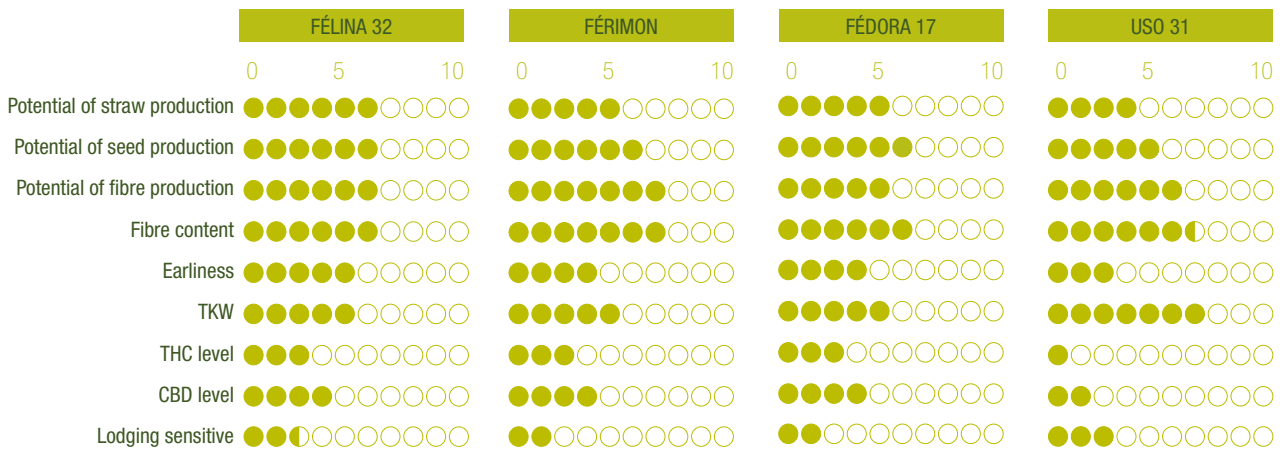 FÉLINA 32 FÉRIMON FÉDORA 17 USO 31
0 5 10 0 5 10 0 5 10 0 5 10
Potential of straw production
Potential of seed production
Potential of fibre production
Fibre content
Earliness
TKW
THC level
CBD level
Lodging sensitive